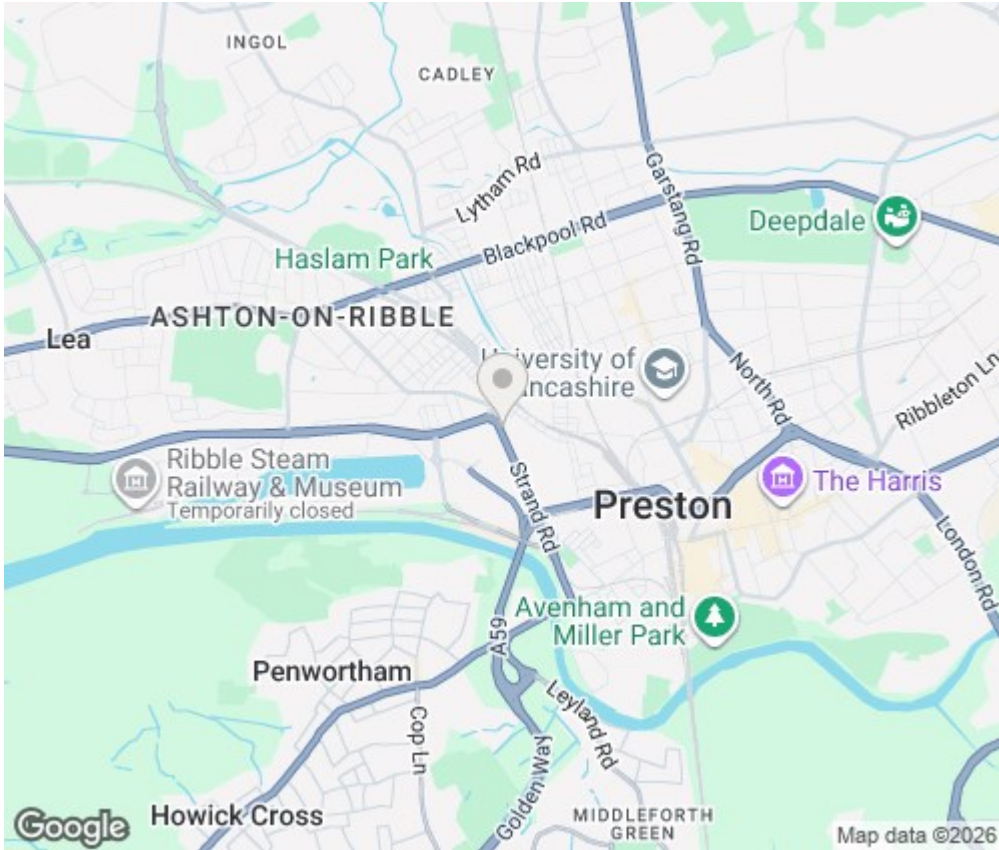 INGOL
CADLEY
Lytham Rd
Garstang Rd
Blackpool Rd
Deepdale
Haslam Park
ASHTON-ON-RIBBLE
Lea
University of
ncashire
North Rd
Ribbleton Ln
Ribble Steam
Railway & Museum
Temporarily closed
Strand Rd
Preston
The Harris
London Rd
Avenham and
Miller Park
A59
Penwortham
Leyland Rd
Cop Ln
Golden Way
Howick Cross
MIDDLEFORTH
GREEN
Google
Map data ©2026